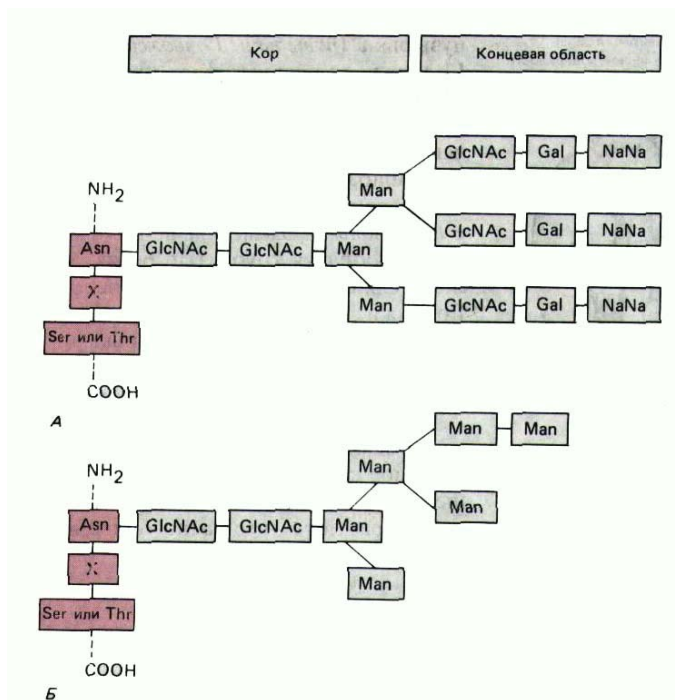 Кор Концевая область
GlcNAc Gal NaNa
Man
NH2
GlcNAc Gal NaNa
Asn GlcNAc GlcNAc Man
X
Man GlcNAc Gal NaNa
Ser или Thr
COOH
А
Man Man
NH2
Man
Man
Asn GlcNAc GlcNAc Man
X
Man
Ser или Thr
COOH
Б